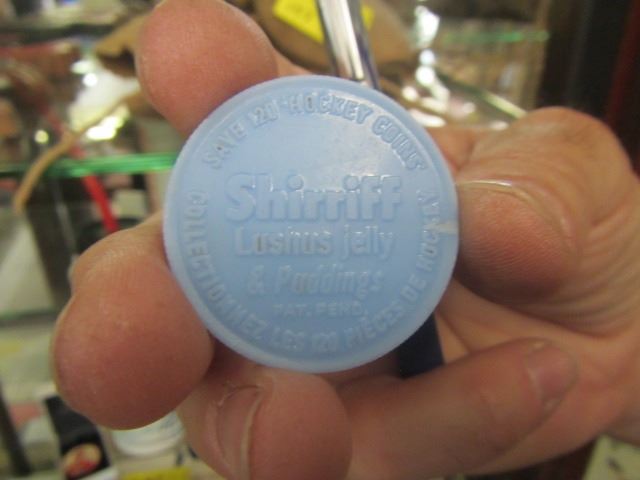 SAVE 120 HOCKEY COINS
Shirriff
Lushus jelly
& Puddings
PAT. PEND.
COLLECTIONNEZ LES 120 PIÈCES DE HOCKEY